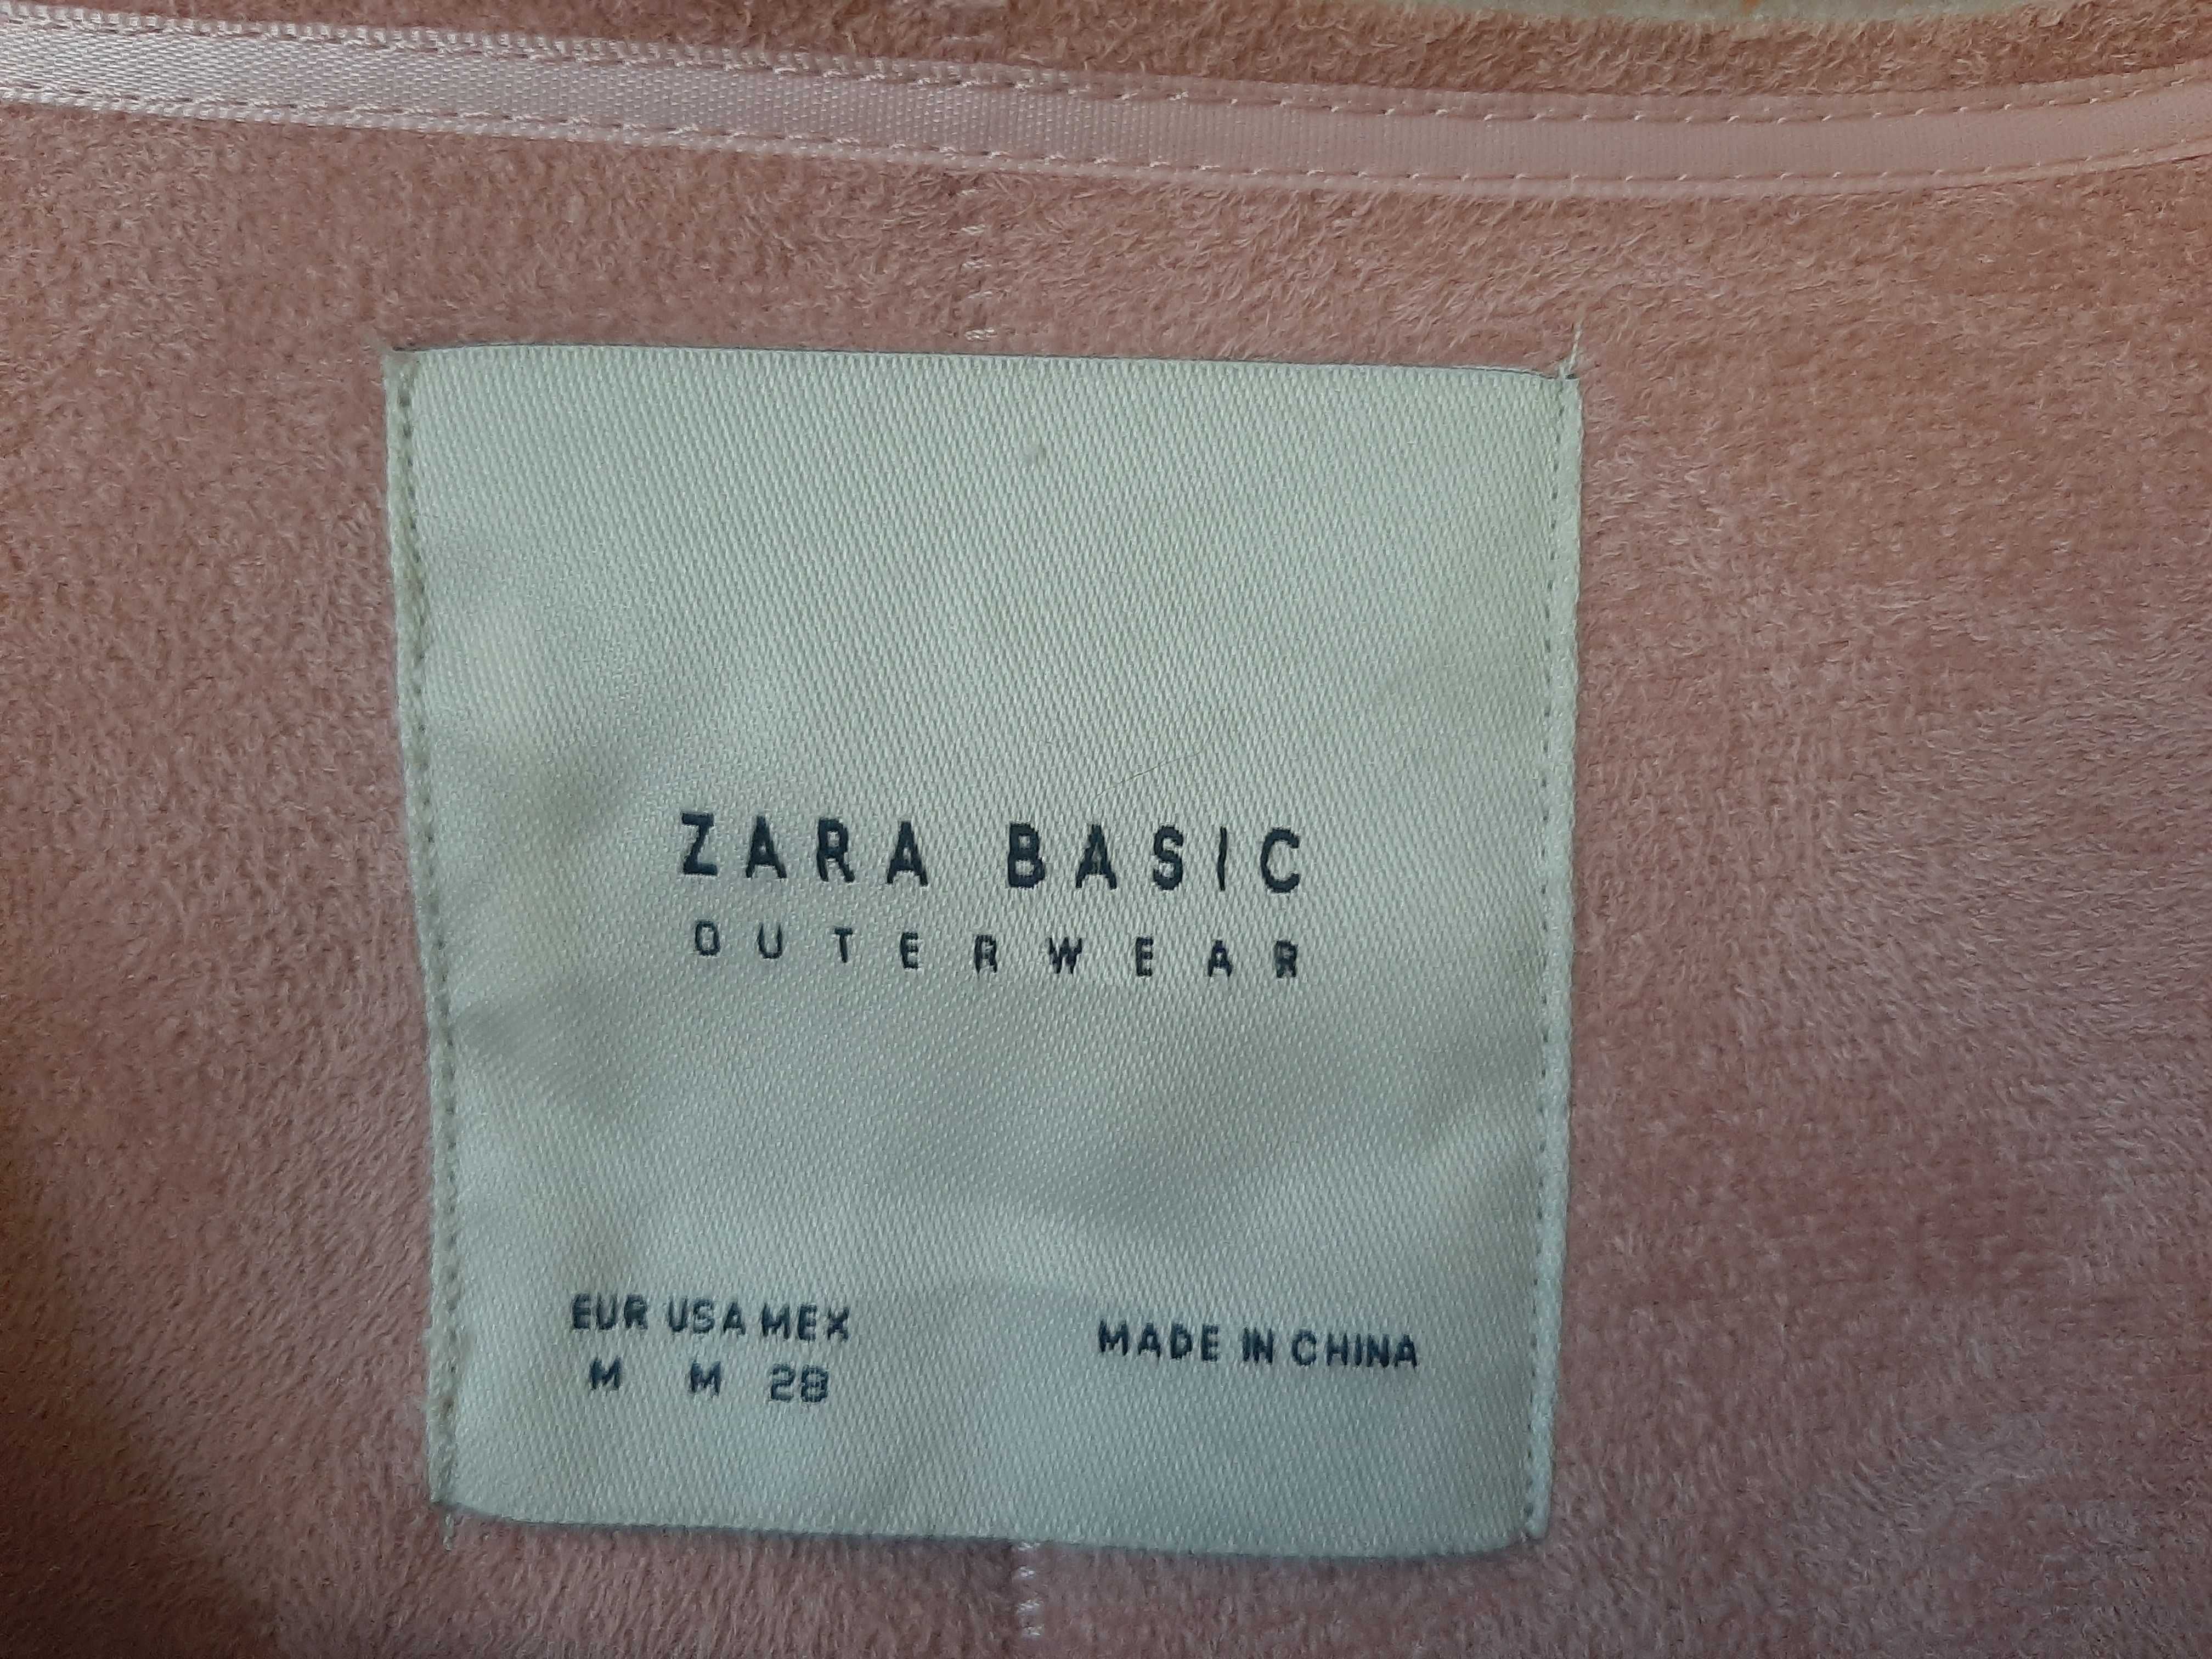 ZARA BASIC
OUTERWEAR
EUR USA MEX
M M 28
MADE IN CHINA